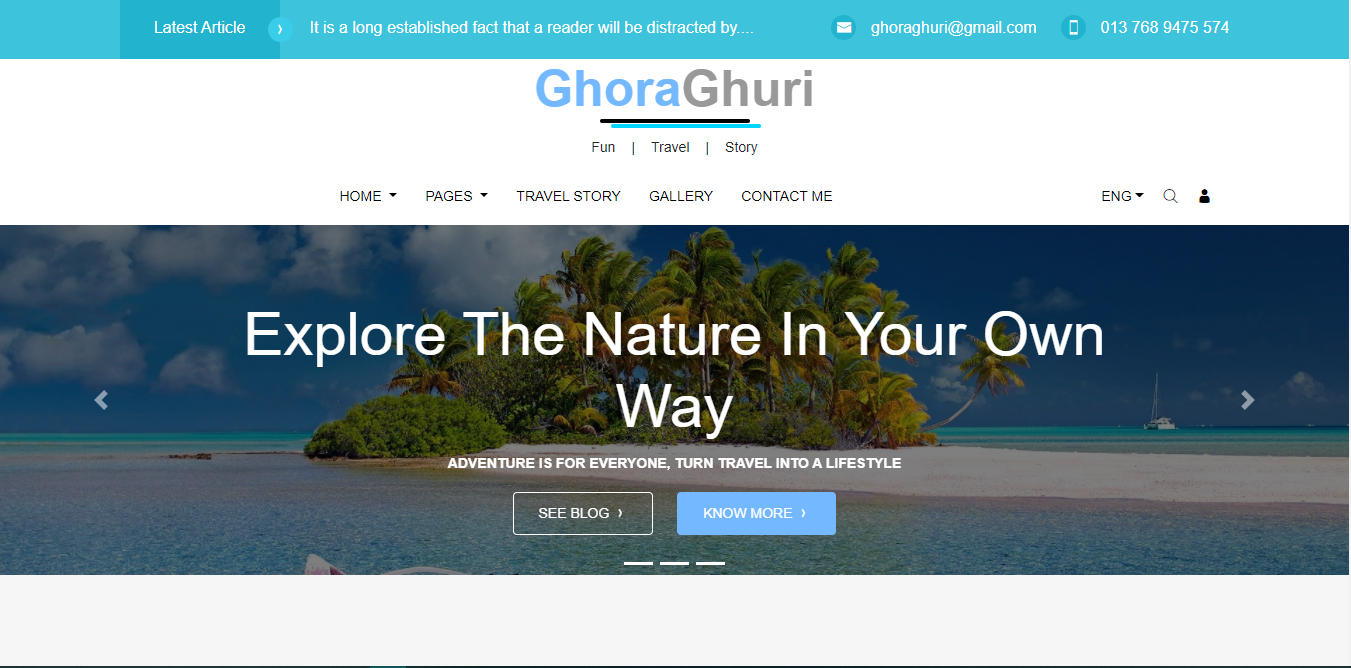 Latest Article › It is a long established fact that a reader will be distracted by.... ghoraghuri@gmail.com 013 768 9475 574
GhoraGhuri
Fun | Travel | Story
HOME PAGES TRAVEL STORY GALLERY CONTACT ME ENG
Explore The Nature In Your Own
Way
ADVENTURE IS FOR EVERYONE, TURN TRAVEL INTO A LIFESTYLE
SEE BLOG › KNOW MORE ›